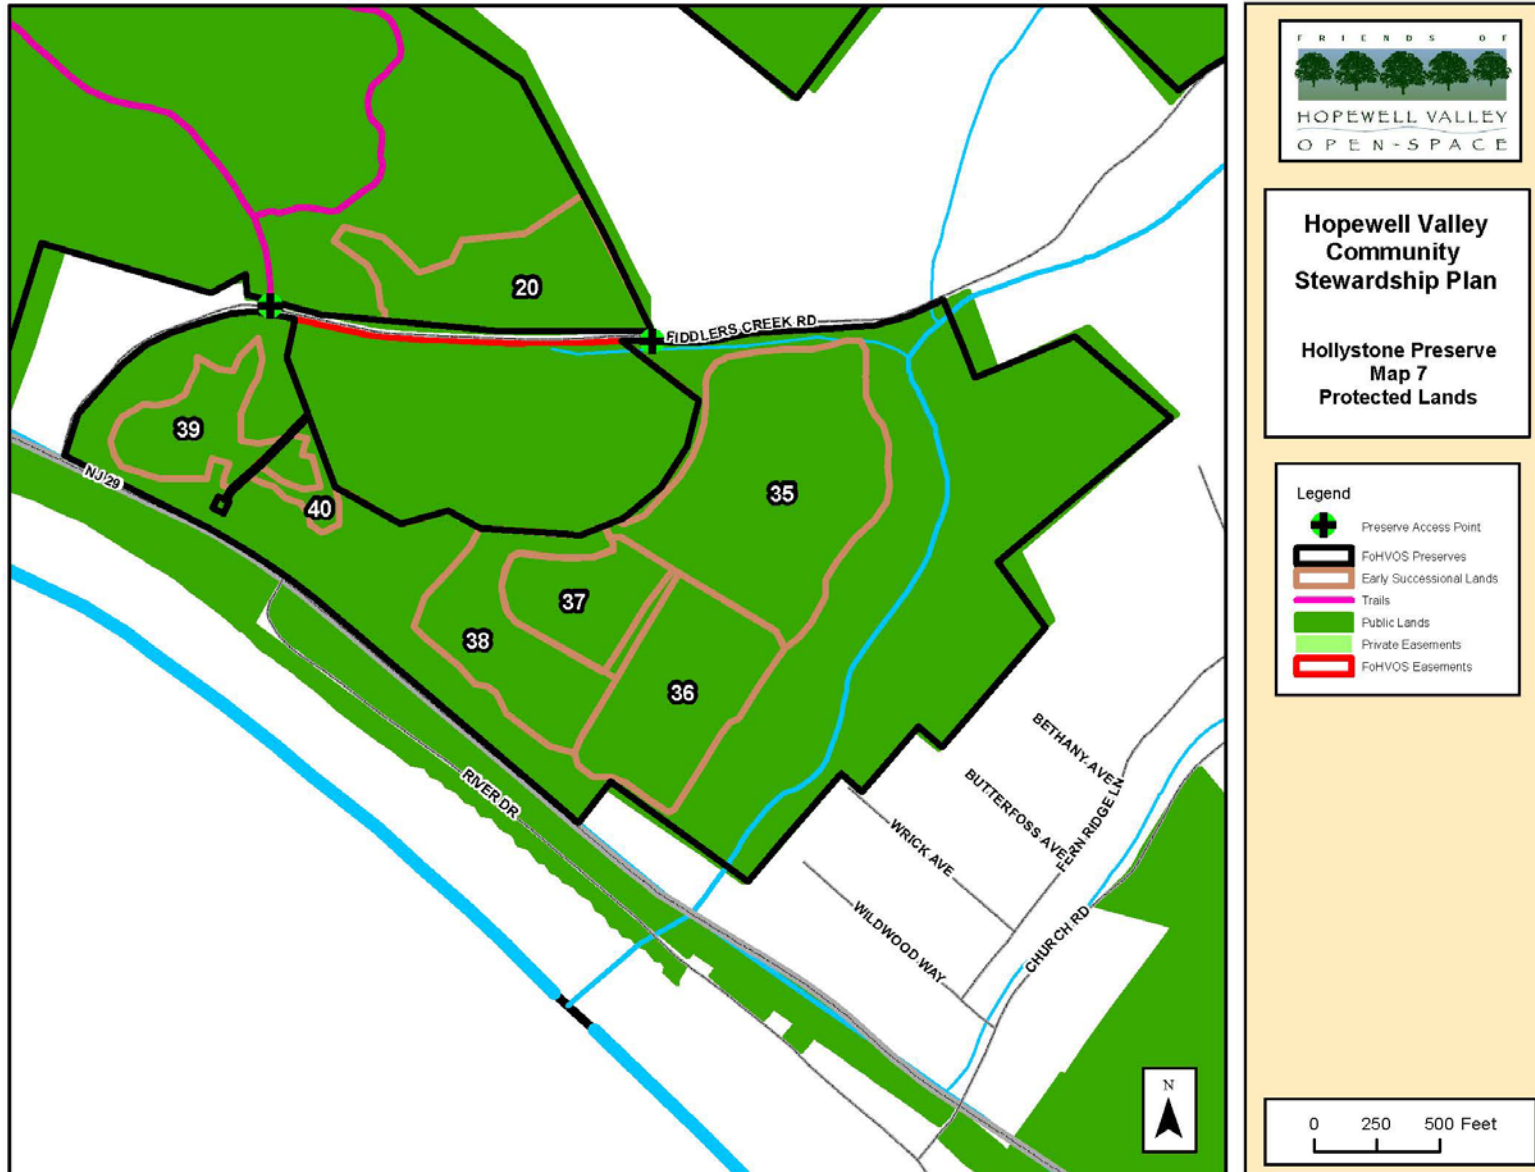 20
FIDDLERS CREEK RD
39
40
35
NJ 29
37
38
36
RIVER DR
BETHANY AVE
BUTTERFOSS AVE
FERN RIDGE LN
WRICK AVE
WILDWOOD WAY
CHURCH RD
N
FRIENDS OF
HOPEWELL VALLEY
OPEN-SPACE
Hopewell Valley
Community
Stewardship Plan
Hollystone Preserve
Map 7
Protected Lands
Legend
Preserve Access Point
FoHVOS Preserves
Early Successional Lands
Trails
Public Lands
Private Easements
FoHVOS Easements
0 250 500 Feet